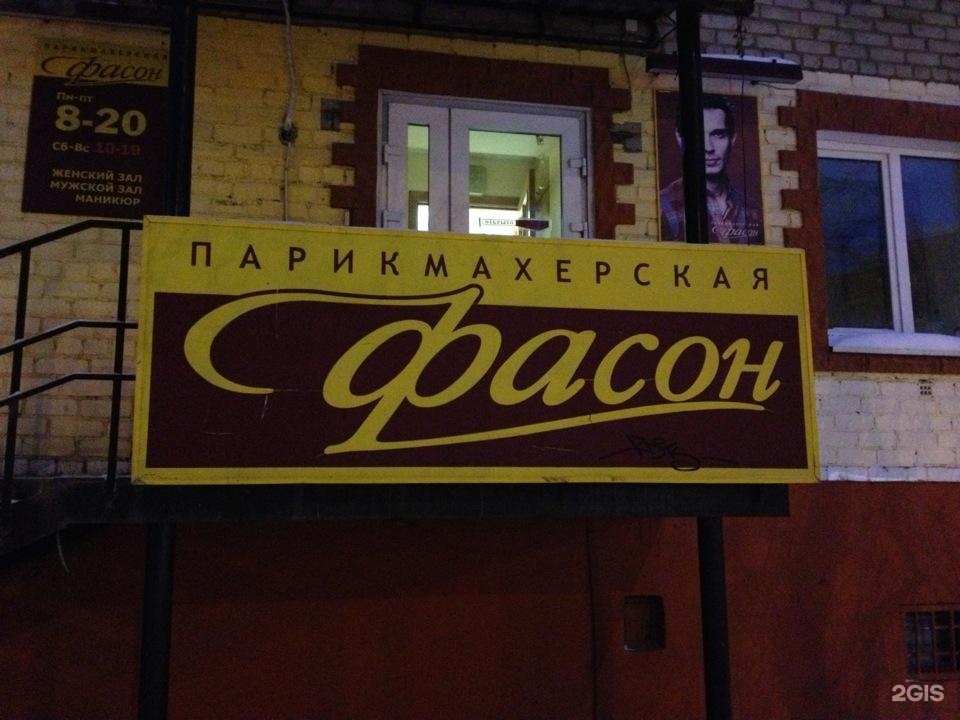 ПАРИКМАХЕРСКАЯ
Фасон
Пн-пт
8-20
Сб-Вс 10-19
ЖЕНСКИЙ ЗАЛ
МУЖСКОЙ ЗАЛ
МАНИКЮР
ОТКРЫТО
Фасон
ПАРИКМАХЕРСКАЯ
Фасон
2GIS